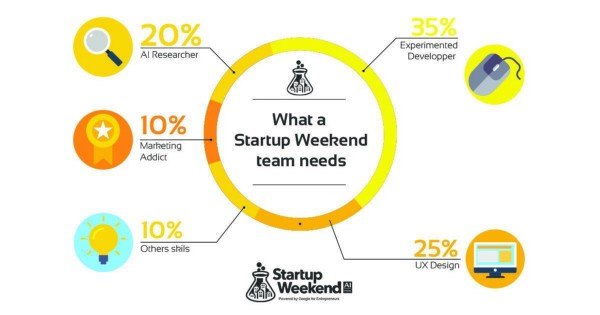 20%
AI Researcher
35%
Experimented
Developper
10%
Marketing
Addict
What a
Startup Weekend
team needs
10%
Others skils
25%
UX Design
Startup
Weekend AI
Powered by Google for Entrepreneurs